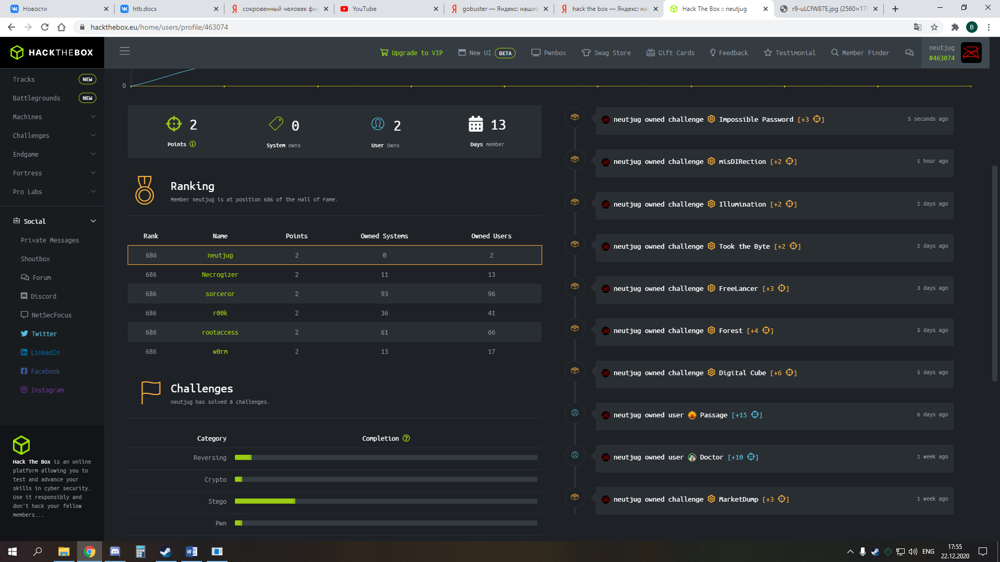 Новости
htb.docx
сокровенный человек фил
YouTube
gobuster — Яндекс: нашло
hack the box — Яндекс: на
Hack The Box :: neutjug
r9-uLCfW87E.jpg (2560×170
hackthebox.eu/home/users/profile/463074
B
HACKTHEBOX
Upgrade to VIP
New UI BETA
Pwnbox
Swag Store
Gift Cards
Feedback
Testimonial
Member Finder
neutjug
#463074
Tracks NEW
Battlegrounds NEW
Machines
Challenges
Endgame
Fortress
Pro Labs
Social
Private Messages
Shoutbox
Forum
Discord
NetSecFocus
Twitter
LinkedIn
Facebook
Instagram
Hack The Box is an online
platform allowing you to
test and advance your
skills in cyber security.
Use it responsibly and
don't hack your fellow
members...
0
2
Points
0
System owns
2
User Owns
13
Days member
Ranking
Member neutjug is at position 686 of the Hall of Fame.
Rank Name Points Owned Systems Owned Users
686 neutjug 2 0 2
686 Necrogizer 2 11 13
686 sorceror 2 93 96
686 r00k 2 36 41
686 rootaccess 2 61 66
686 w0rm 2 13 17
Challenges
neutjug has solved 8 challenges.
Category Completion
Reversing
Crypto
Stego
Pwn
neutjug owned challenge Impossible Password [+3 ] 5 seconds ago
neutjug owned challenge misDIRection [+2 ] 1 hour ago
neutjug owned challenge Illumination [+2 ] 2 days ago
neutjug owned challenge Took the Byte [+2 ] 2 days ago
neutjug owned challenge FreeLancer [+3 ] 3 days ago
neutjug owned challenge Forest [+4 ] 5 days ago
neutjug owned challenge Digital Cube [+6 ] 5 days ago
neutjug owned user Passage [+15 ] 6 days ago
neutjug owned user Doctor [+10 ] 1 week ago
neutjug owned challenge MarketDump [+3 ] 1 week ago
ENG
17:55
22.12.2020